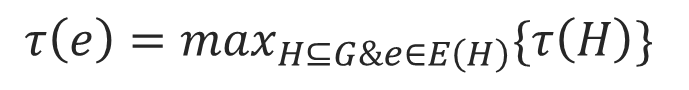 τ(e) = max_{H⊆G&e∈E(H)}{τ(H)}